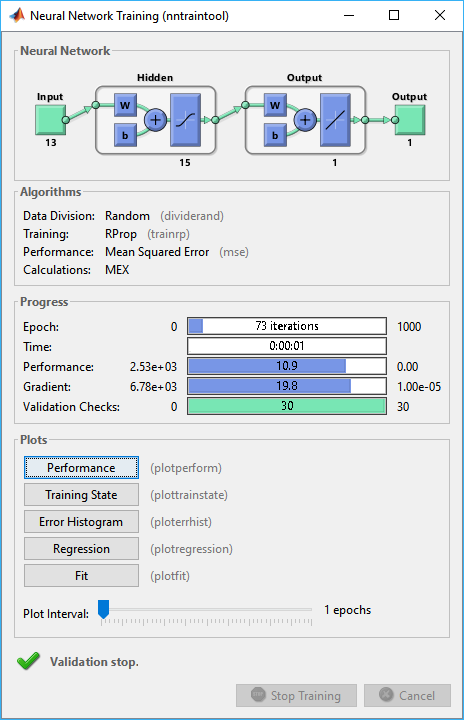 Neural Network Training (nntraintool)
Neural Network
Hidden Output
Input Output
W b + W b +
13 15 1 1
Algorithms
Data Division: Random (dividerand)
Training: RProp (trainrp)
Performance: Mean Squared Error (mse)
Calculations: MEX
Progress
Epoch: 0 73 iterations 1000
Time: 0:00:01
Performance: 2.53e+03 10.9 0.00
Gradient: 6.78e+03 19.8 1.00e-05
Validation Checks: 0 30 30
Plots
Performance (plotperform)
Training State (plottrainstate)
Error Histogram (ploterrhist)
Regression (plotregression)
Fit (plotfit)
Plot Interval: 1 epochs
Validation stop.
Stop Training Cancel